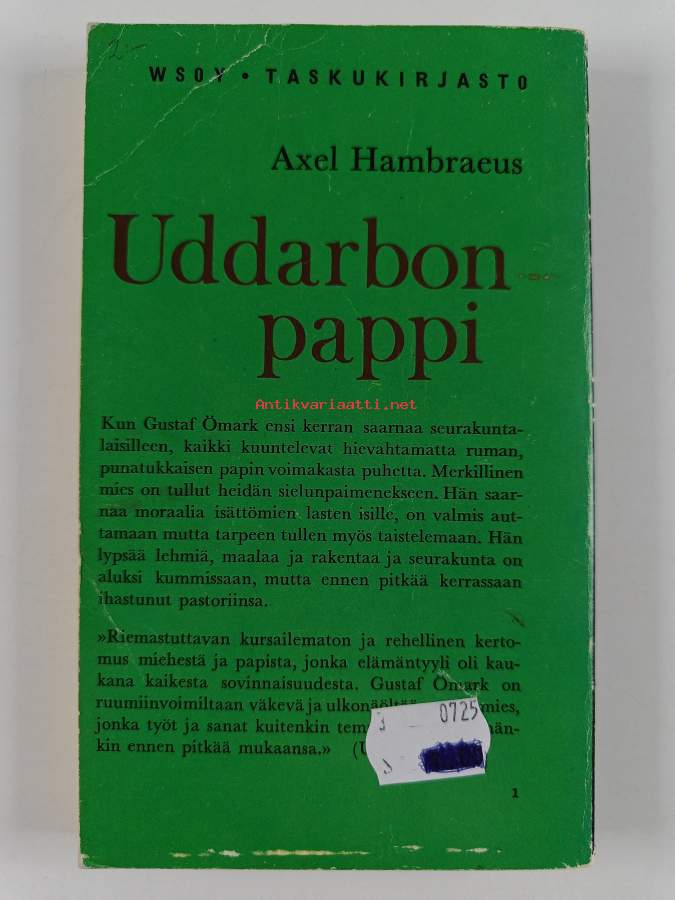 2:-
WSOY • TASKUKIRJASTO
Axel Hambraeus
Uddarbon-
pappi
Antikvariaatti.net
Kun Gustaf Ömark ensi kerran saarnaa seurakunta-
laisilleen, kaikki kuuntelevat hievahtamatta ruman,
punatukkaisen papin voimakasta puhetta. Merkillinen
mies on tullut heidän sielunpaimenekseen. Hän saar-
naa moraalia isättömien lasten isille, on valmis aut-
tamaan mutta tarpeen tullen myös taistelemaan. Hän
lypsää lehmiä, maalaa ja rakentaa ja seurakunta on
aluksi kummissaan, mutta ennen pitkää kerrassaan
ihastunut pastoriinsa.
»Riemastuttavan kursailematon ja rehellinen kerto-
mus miehestä ja papista, jonka elämäntyyli oli kau-
kana kaikesta sovinnaisuudesta. Gustaf Ömark on
ruumiinvoimiltaan väkevä ja ulkonäöltään mies,
jonka työt ja sanat kuitenkin
0725
kin ennen pitkää mukaansa.»
1